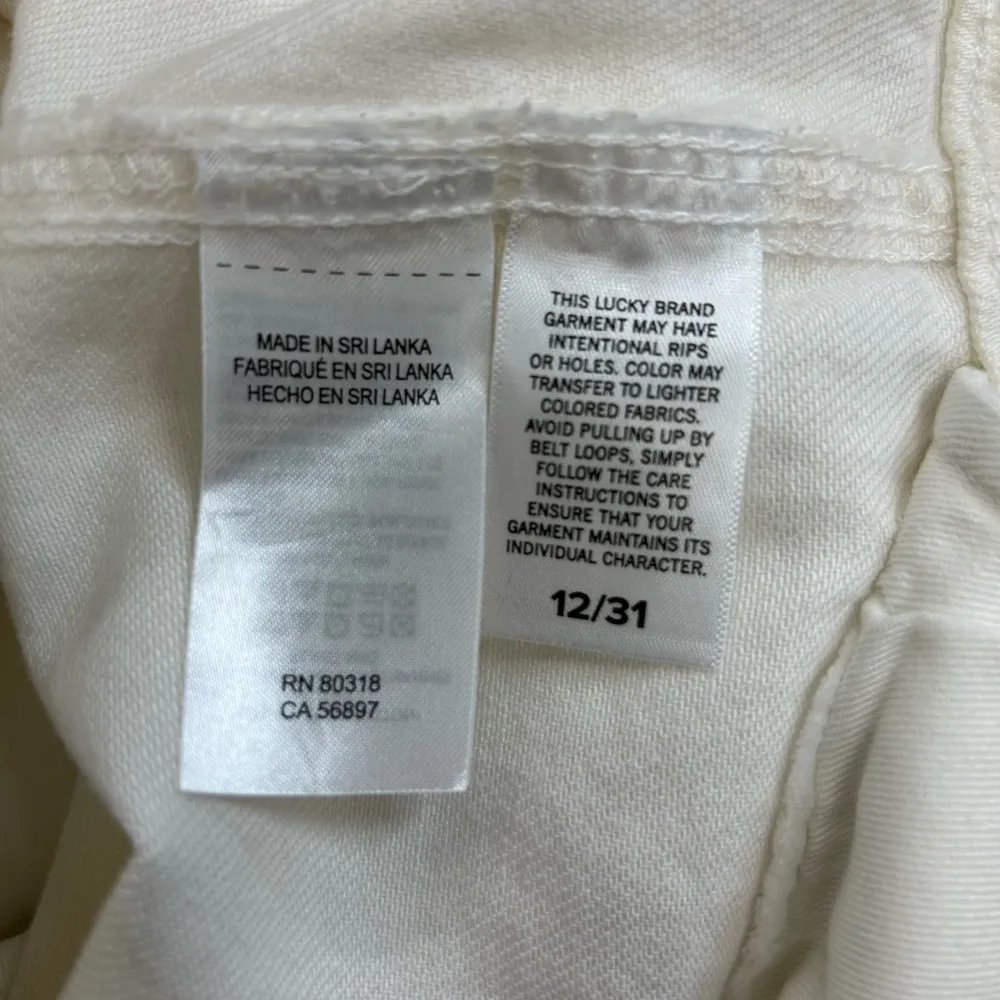 MADE IN SRI LANKA
FABRIQUÉ EN SRI LANKA
HECHO EN SRI LANKA
RN 80318
CA 56897
THIS LUCKY BRAND
GARMENT MAY HAVE
INTENTIONAL RIPS
OR HOLES. COLOR MAY
TRANSFER TO LIGHTER
COLORED FABRICS.
AVOID PULLING UP BY
BELT LOOPS, SIMPLY
FOLLOW THE CARE
INSTRUCTIONS TO
ENSURE THAT YOUR
GARMENT MAINTAINS ITS
INDIVIDUAL CHARACTER.
12/31